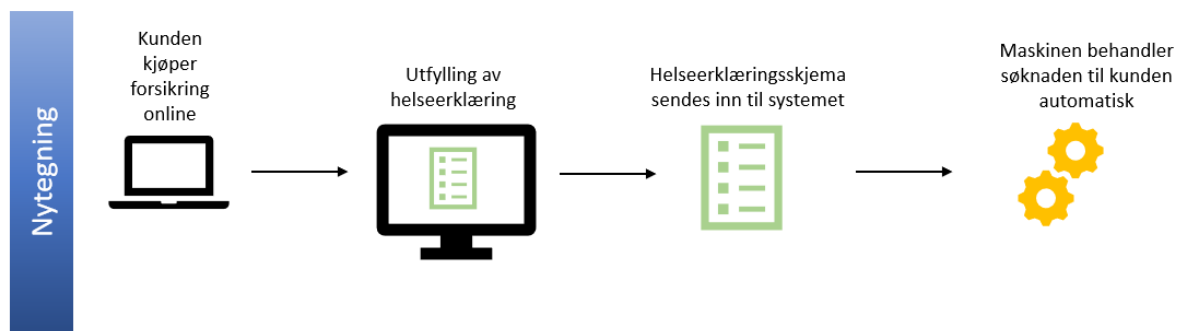 Nytegning
Kunden
kjøper
forsikring
online
Utfylling av
helseerklæring
Helseerklæringsskjema
sendes inn til systemet
Maskinen behandler
søknaden til kunden
automatisk